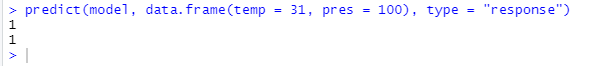 > predict(model, data.frame(temp = 31, pres = 100), type = "response")
1
1
>